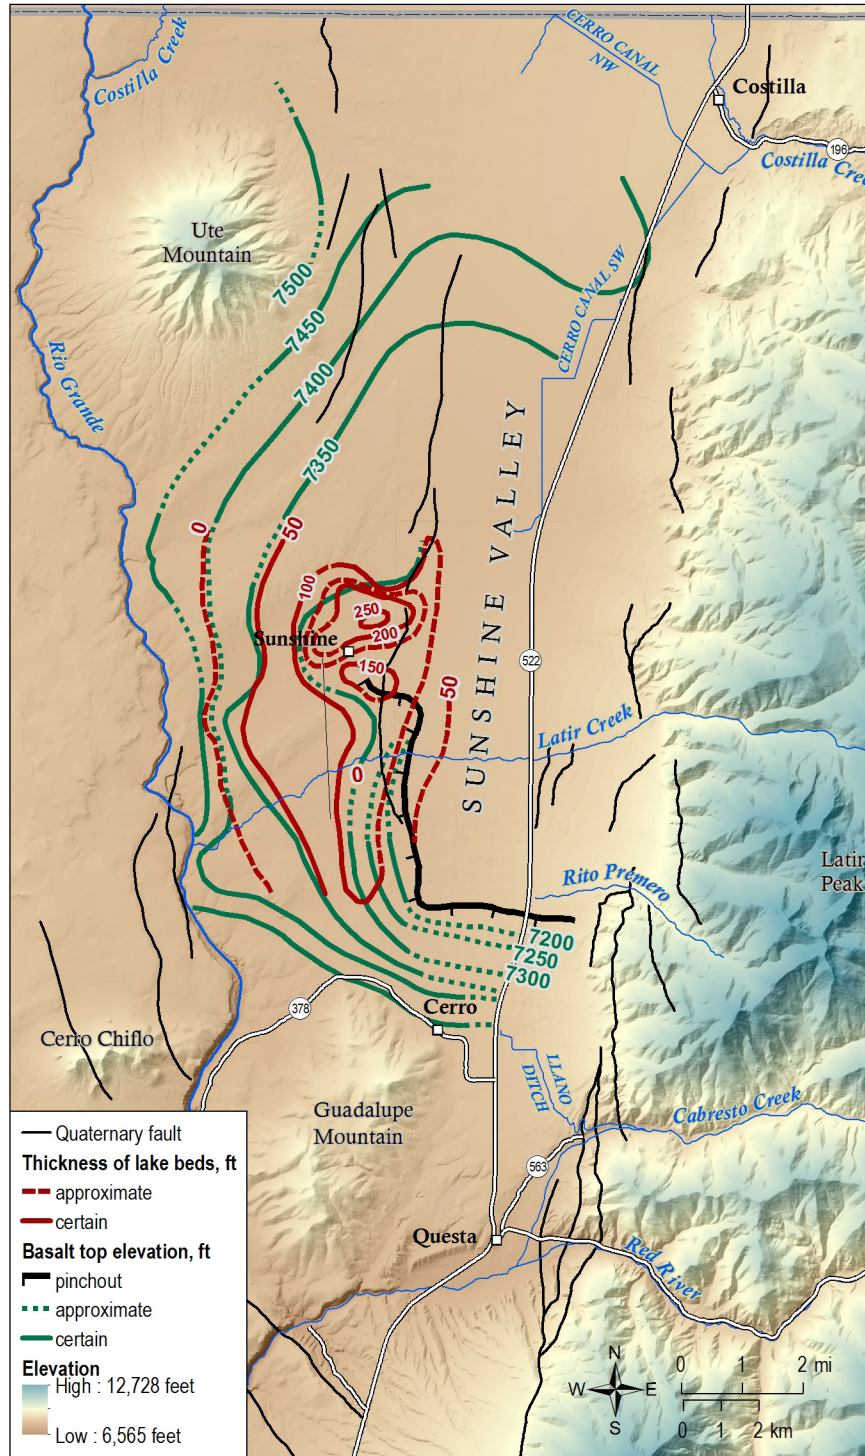 Costilla Creek
CERRO CANAL
NW
Costilla
196
Costilla Cree
Ute
Mountain
CERRO CANAL SW
7500
7450
7400
7350
Rio Grande
SUNSHINE VALLEY
0
50
100
250
200
Sunshine
150
522
50
Latir Creek
0
Latir
Peak
Rito Premero
7200
7250
7300
378
Cerro
Cerro Chiflo
LLANO
DITCH
Guadalupe
Mountain
Cabresto Creek
563
Questa
Red River
Quaternary fault
Thickness of lake beds, ft
approximate
certain
Basalt top elevation, ft
pinchout
approximate
certain
Elevation
High : 12,728 feet
Low : 6,565 feet
N
W E
S
0 1 2 mi
0 1 2 km